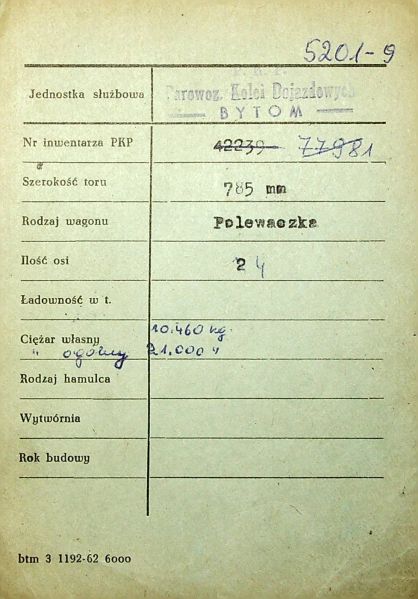 5201-9
P. K. P.
Jednostka służbowa Parowoz. Kolei Dojazdowych
BYTOM
Nr inwentarza PKP 42239 77981
Szerokość toru 785 mm
Rodzaj wagonu Polewaczka
Ilość osi 2 4
Ładowność w t.
Ciężar własny 10.460 kg.
" ogólny 21.000 "
Rodzaj hamulca
Wytwórnia
Rok budowy
btm 3 1192-62 6000